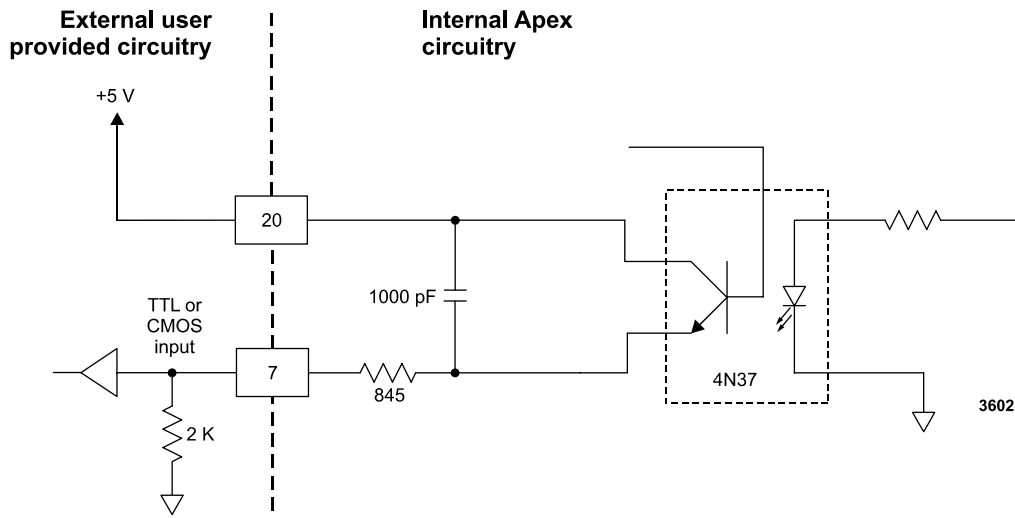 External user
provided circuitry
Internal Apex
circuitry
+5 V
20
1000 pF
TTL or
CMOS
input
7
845
4N37
2 K
3602